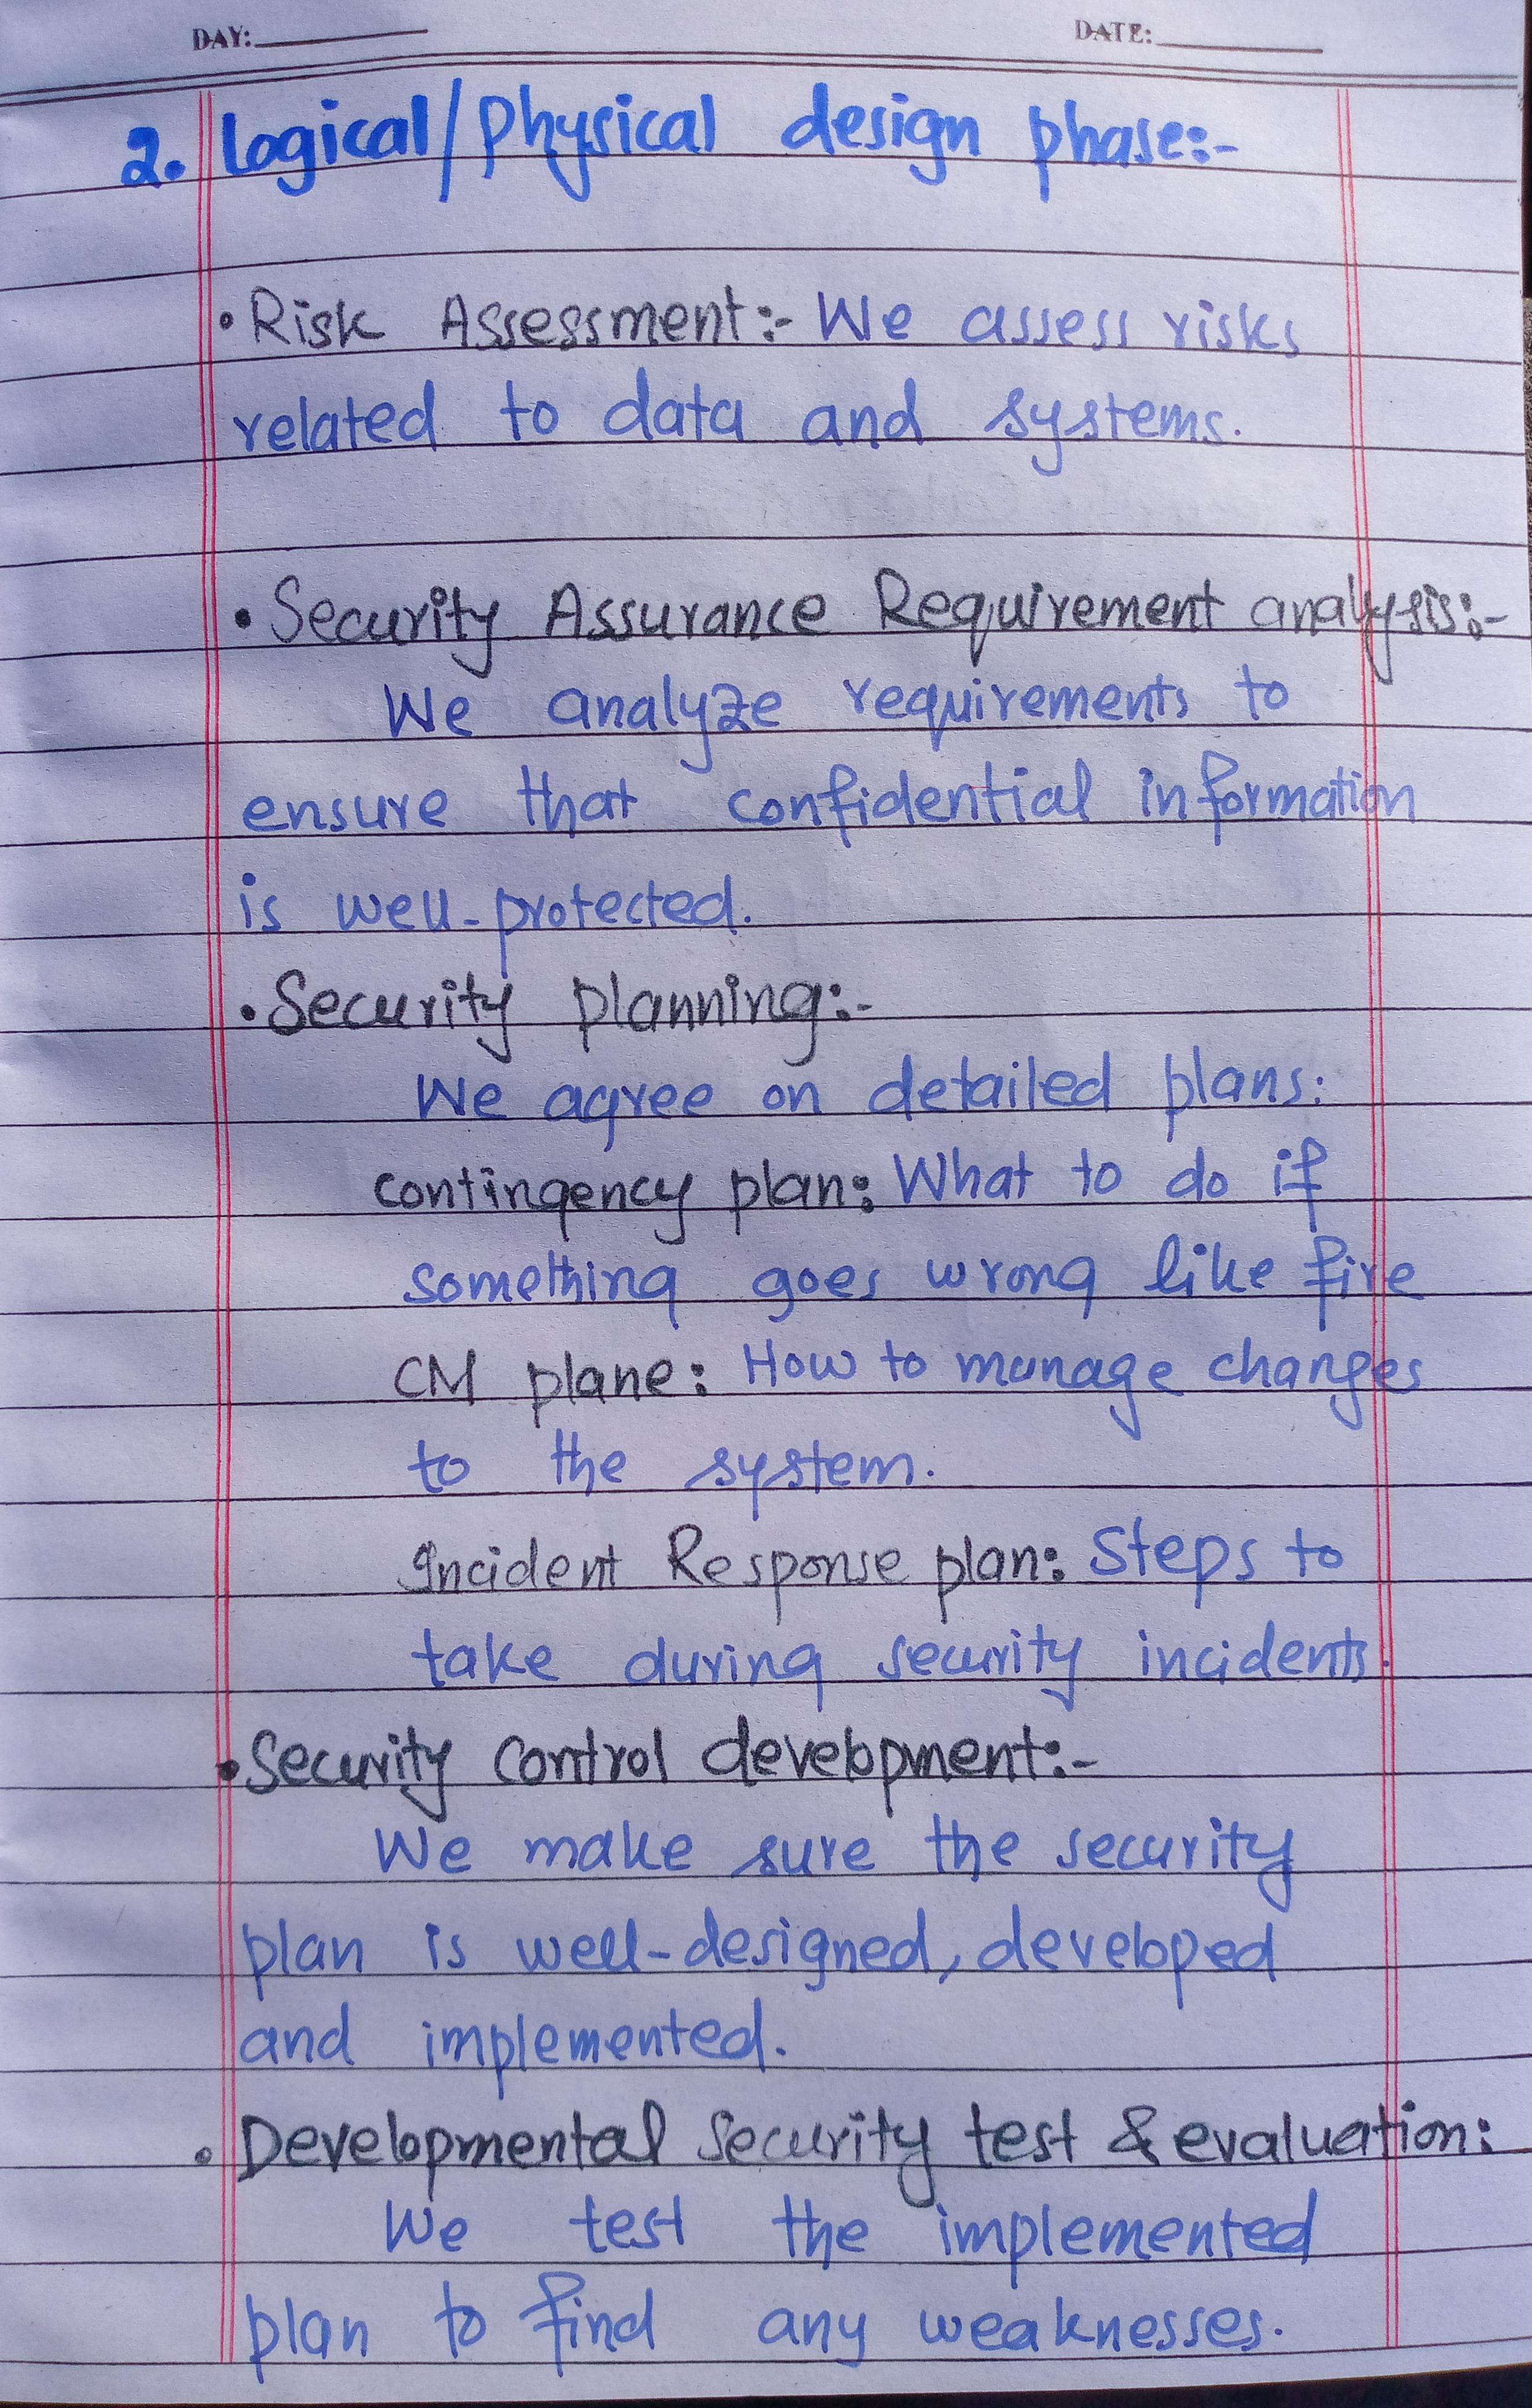 DAY: DATE:
2. Logical/Physical design phase:-
• Risk Assessment:- We assess risks
related to data and systems.
• Security Assurance Requirement analysis:-
We analyze requirements to
ensure that confidential information
is well-protected.
• Security planning:-
We agree on detailed plans:
contingency plan: What to do if
something goes wrong like fire
CM plane: How to manage changes
to the system.
Incident Response plan: Steps to
take during security incidents.
• Security control development:-
We make sure the security
plan is well-designed, developed
and implemented.
• Developmental Security test & evaluation:
We test the implemented
plan to find any weaknesses.